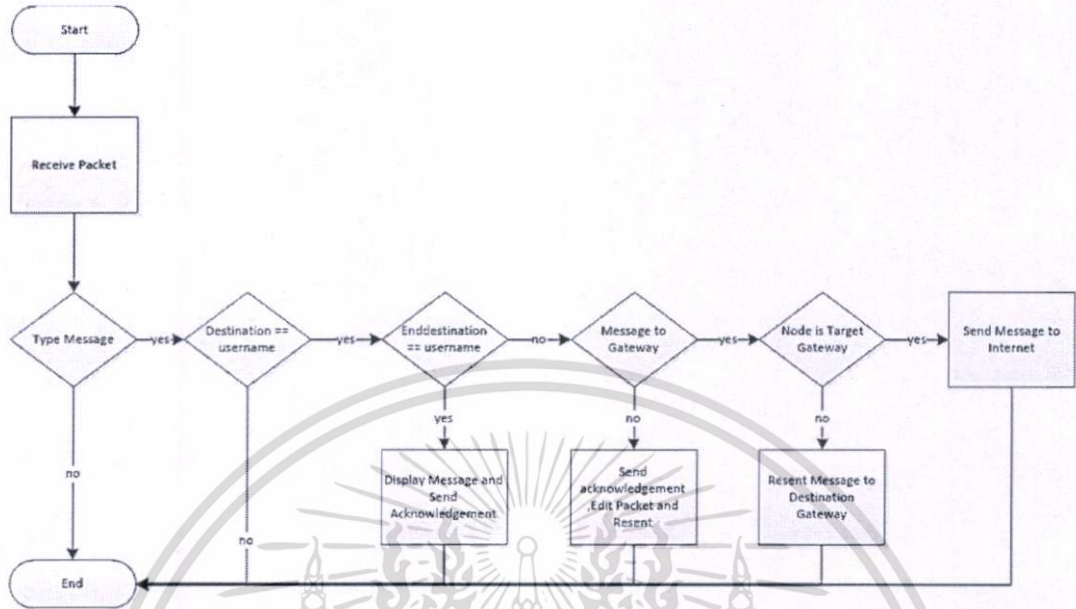 Start
Receive Packet
Type Message
yes
Destination ==
username
yes
Enddestination
== username
no
Message to
Gateway
yes
Node is Target
Gateway
yes
Send Message to
Internet
no
no
yes
Display Message and
Send
Acknowledgement
no
Send
acknowledgement
,Edit Packet and
Resent
no
Resent Message to
Destination
Gateway
End